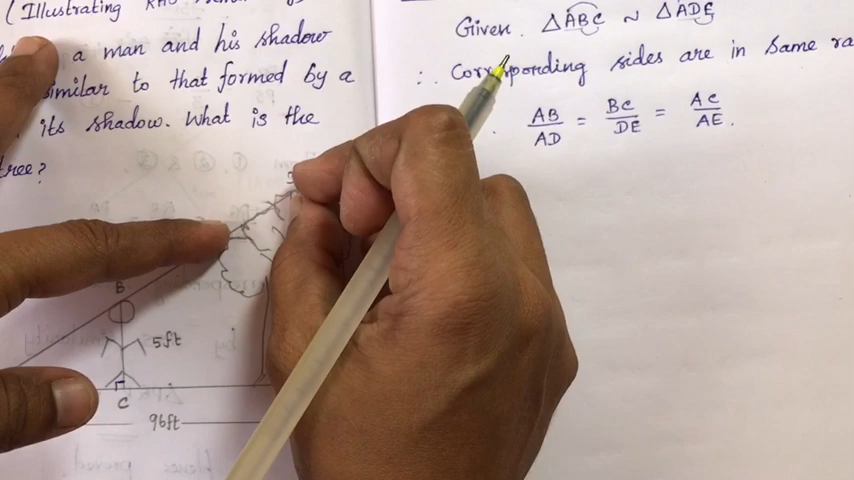 (Illustrating
a man and his shadow
similar to that formed by a
its shadow. What is the
tree?
B
5ft
C
96ft
Given. △ABC ~ △ADE
∴ Corresponding sides are in same ra
AB/AD = BC/DE = AC/AE.